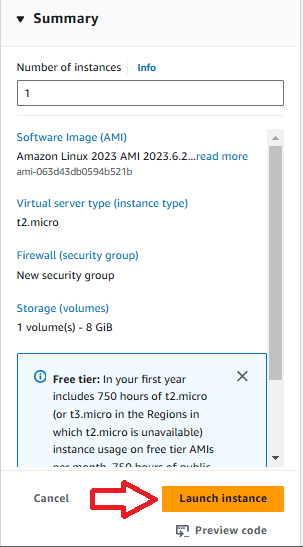 Summary
Number of instances Info
1
Software Image (AMI)
Amazon Linux 2023 AMI 2023.6.2...read more
ami-063d43db0594b521b
Virtual server type (instance type)
t2.micro
Firewall (security group)
New security group
Storage (volumes)
1 volume(s) - 8 GiB
Free tier: In your first year
includes 750 hours of t2.micro
(or t3.micro in the Regions in
which t2.micro is unavailable)
instance usage on free tier AMIs
per month, 750 hours of public
Cancel Launch instance
Preview code